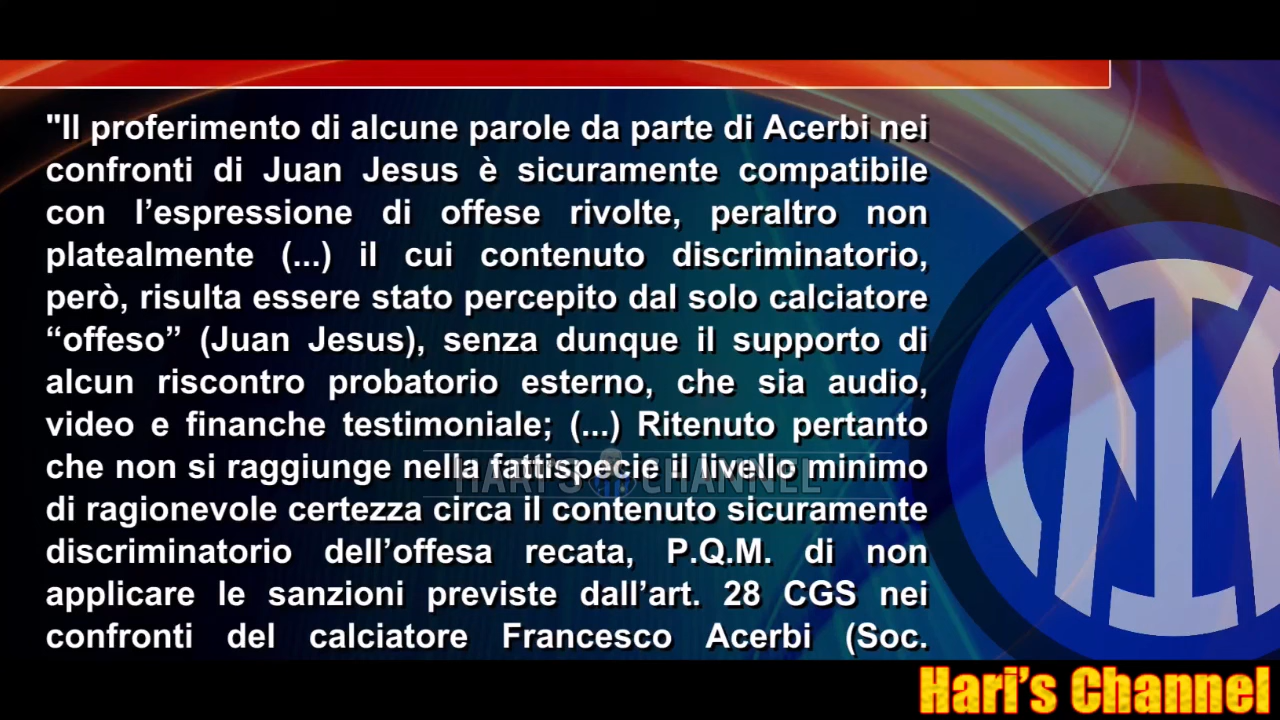 "Il proferimento di alcune parole da parte di Acerbi nei
confronti di Juan Jesus è sicuramente compatibile
con l’espressione di offese rivolte, peraltro non
platealmente (...) il cui contenuto discriminatorio,
però, risulta essere stato percepito dal solo calciatore
“offeso” (Juan Jesus), senza dunque il supporto di
alcun riscontro probatorio esterno, che sia audio,
video e finanche testimoniale; (...) Ritenuto pertanto
che non si raggiunge nella fattispecie il livello minimo
HARI'S CHANNEL
di ragionevole certezza circa il contenuto sicuramente
discriminatorio dell’offesa recata, P.Q.M. di non
applicare le sanzioni previste dall’art. 28 CGS nei
confronti del calciatore Francesco Acerbi (Soc.
Hari’s Channel